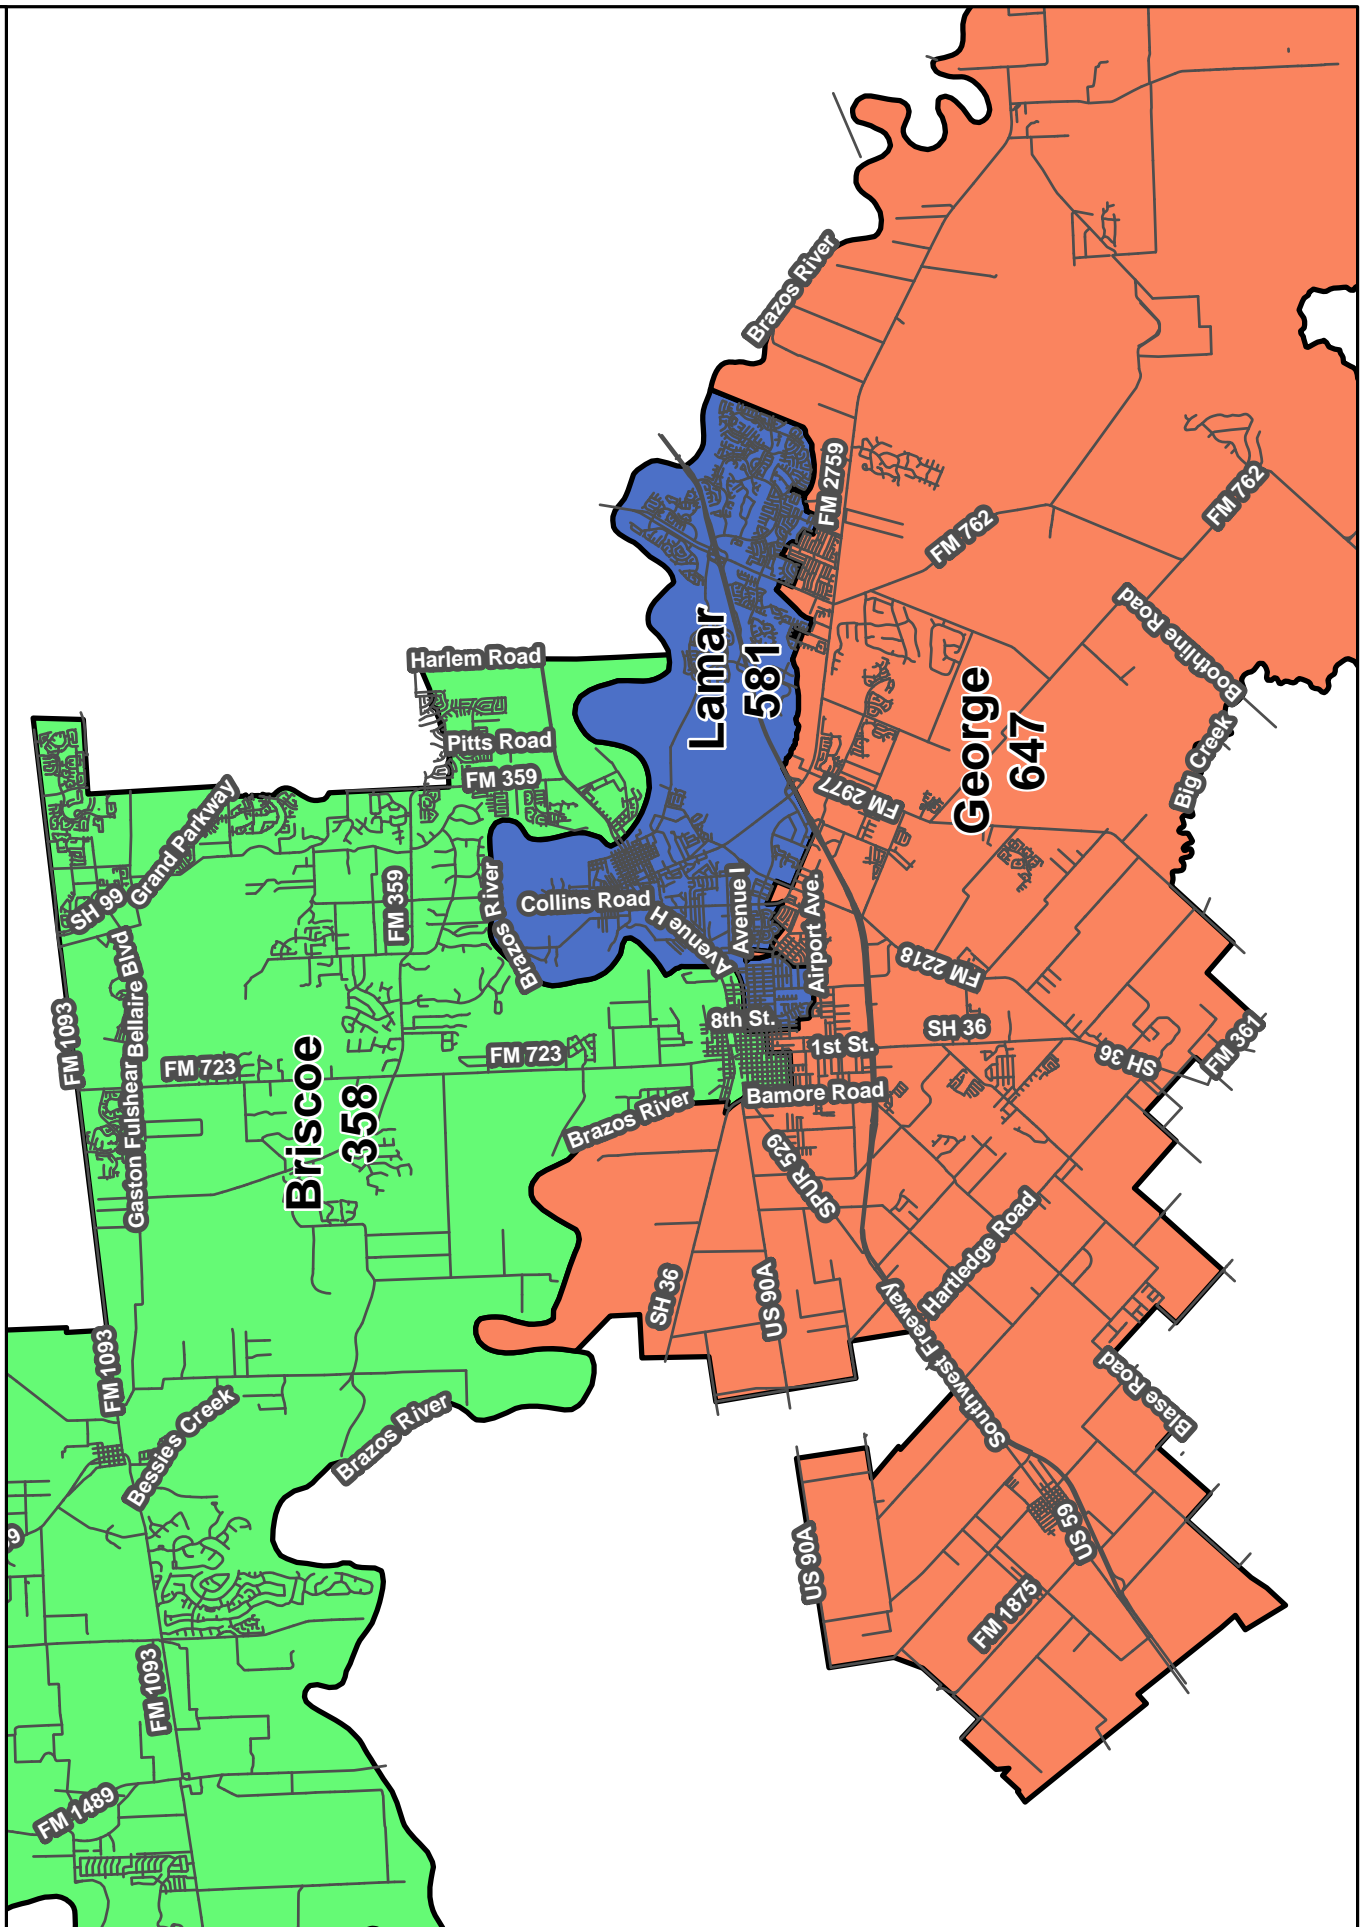 Brazos River
FM 2759
FM 762
FM 762
Boothline Road
Lamar
581
Harlem Road
Pitts Road
FM 359
George
647
FM 2977
Big Creek
Grand Parkway
SH 99
FM 359
Brazos River
Collins Road
Avenue H
Avenue I
Airport Ave.
FM 2218
Gaston Fulshear Bellaire Blvd
FM 1093
8th St.
SH 36
1st St.
SH 36
FM 361
FM 723
FM 723
Briscoe
358
Bamore Road
Brazos River
SPUR 529
Hartledge Road
SH 36
US 90A
Southwest Freeway
Blase Road
FM 1093
Bessies Creek
Brazos River
US 90A
US 59
FM 1875
FM 1093
FM 1489